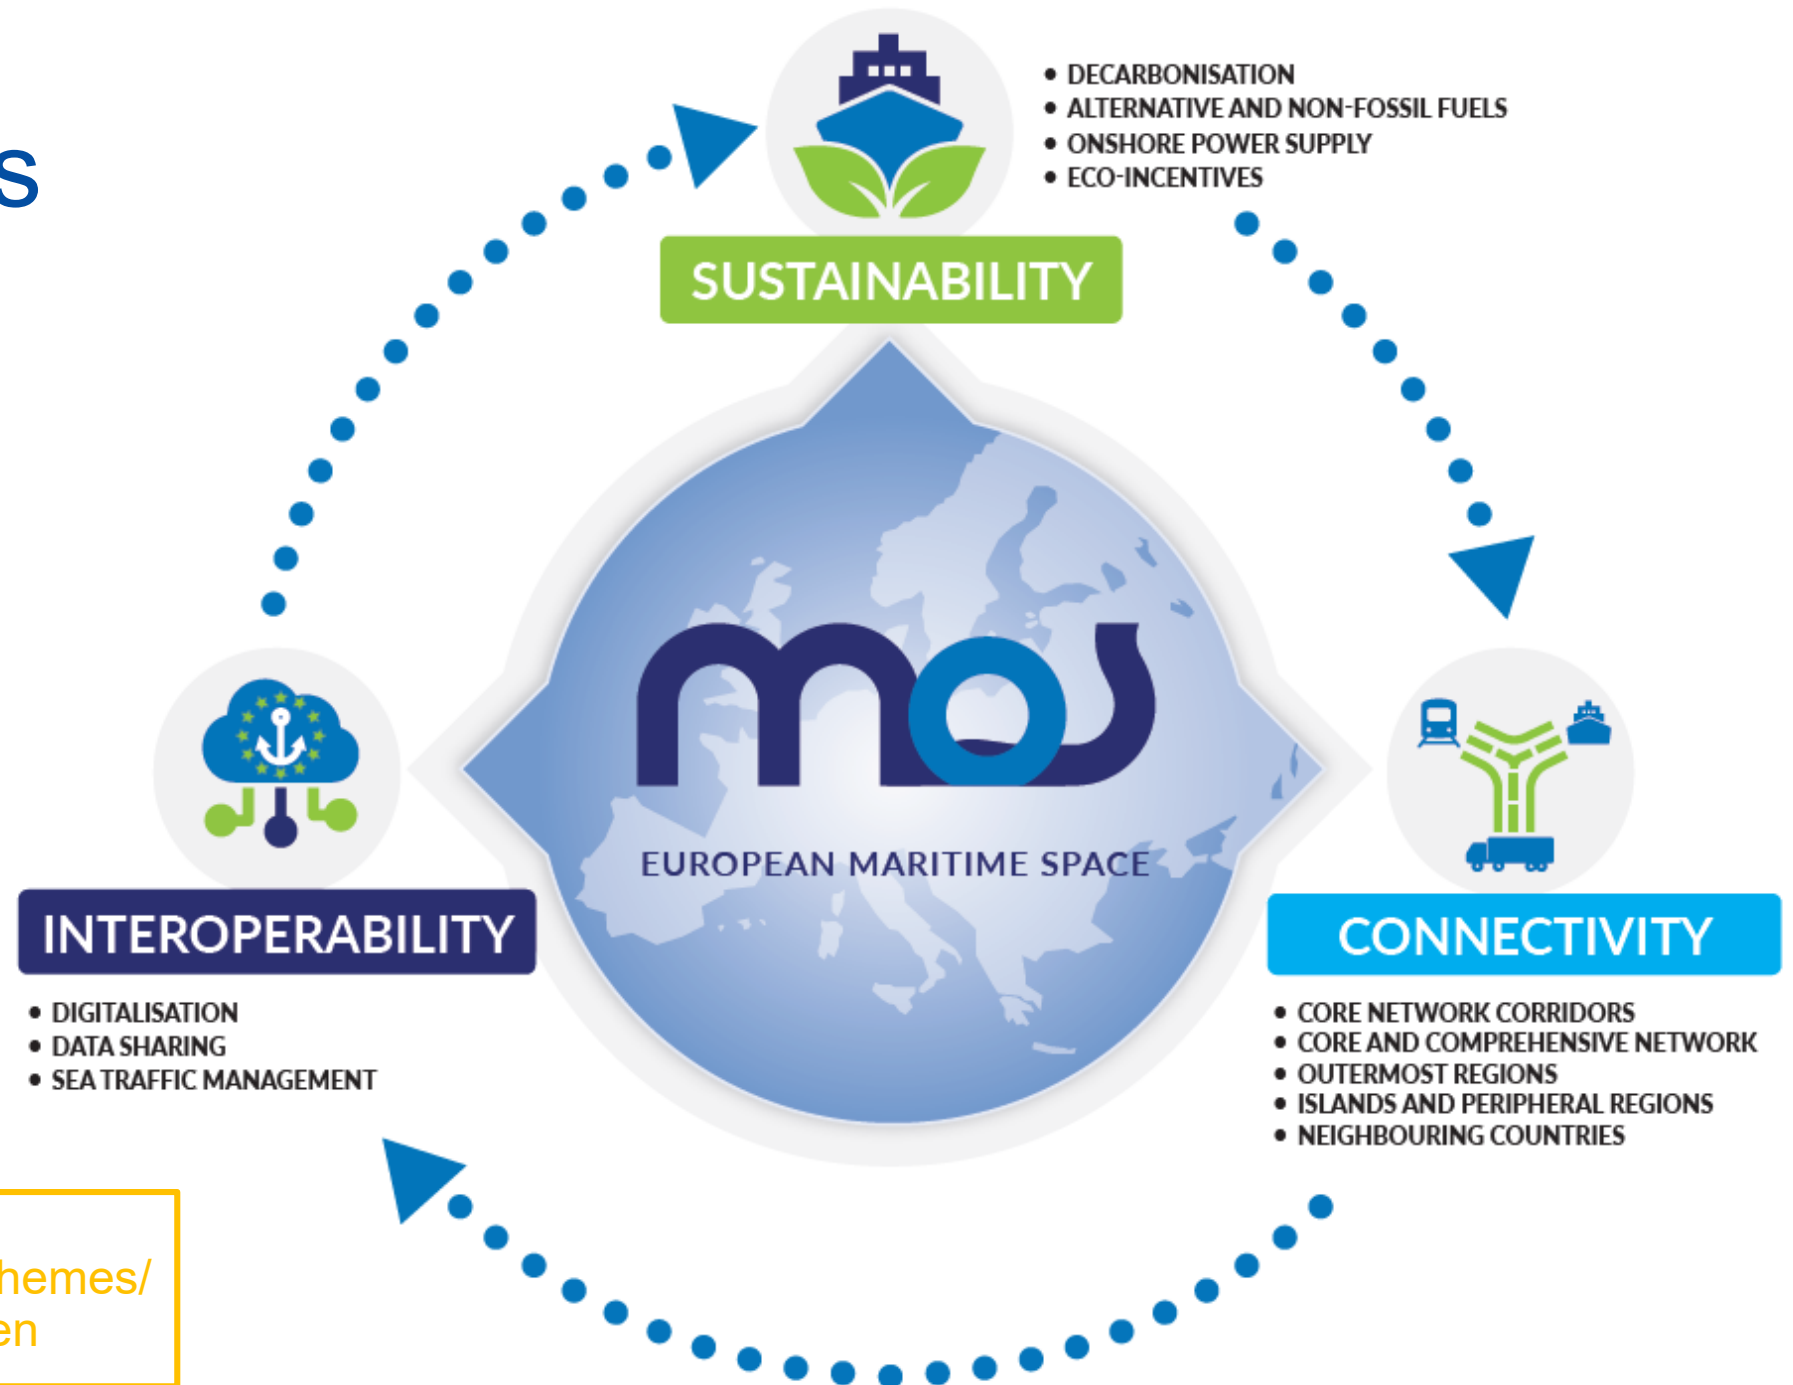 s
• DECARBONISATION
• ALTERNATIVE AND NON-FOSSIL FUELS
• ONSHORE POWER SUPPLY
• ECO-INCENTIVES
SUSTAINABILITY
mos
EUROPEAN MARITIME SPACE
INTEROPERABILITY
• DIGITALISATION
• DATA SHARING
• SEA TRAFFIC MANAGEMENT
CONNECTIVITY
• CORE NETWORK CORRIDORS
• CORE AND COMPREHENSIVE NETWORK
• OUTERMOST REGIONS
• ISLANDS AND PERIPHERAL REGIONS
• NEIGHBOURING COUNTRIES
hemes/
en